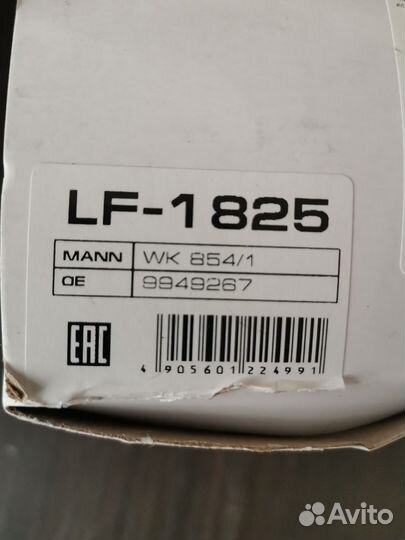 LF-1825
MANN WK 854/1
OE 9949267
EAC
4 905601 224991
Avito